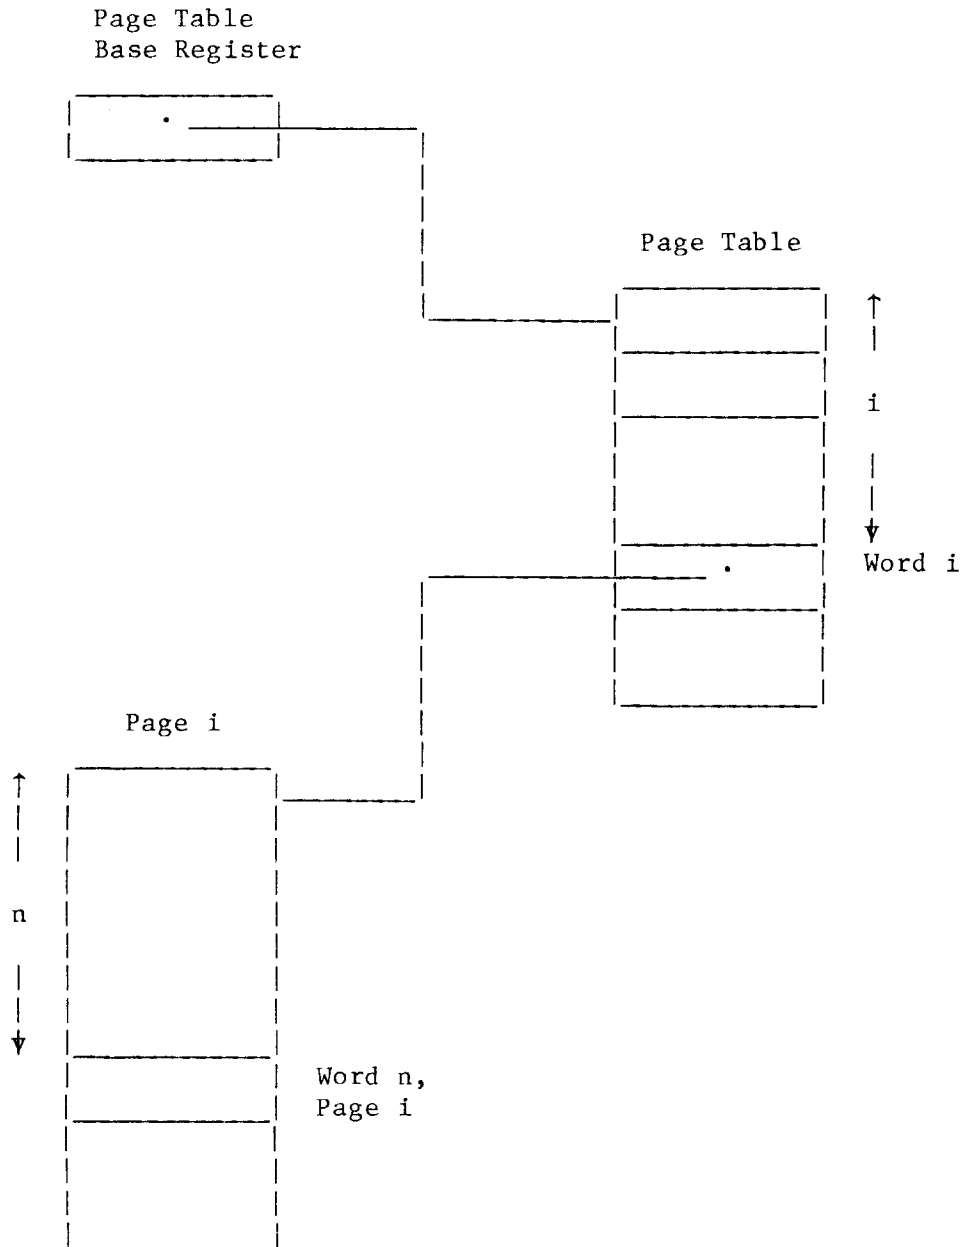 Page Table
Base Register
Page Table
i
Word i
Page i
n
Word n,
Page i